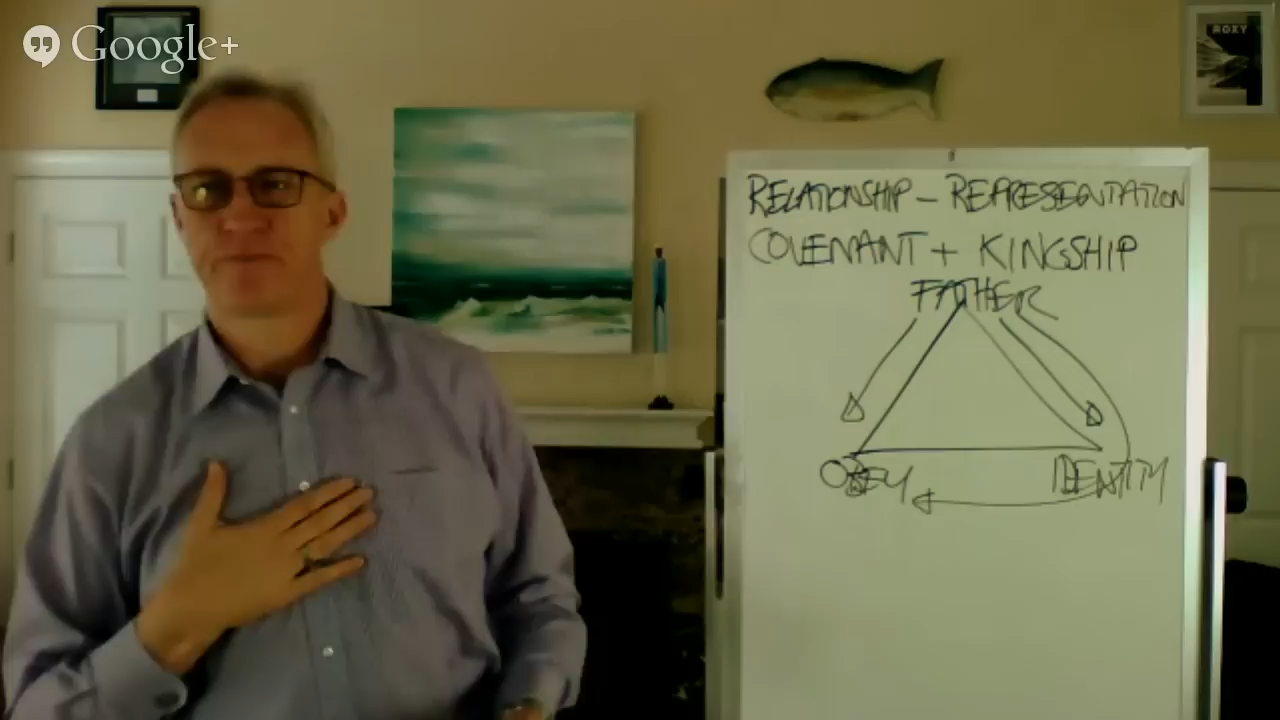 Google+
ROXY
RELATIONSHIP - REPRESENTATION
COVENANT + KINGSHIP
FATHER
OBEY IDENTITY